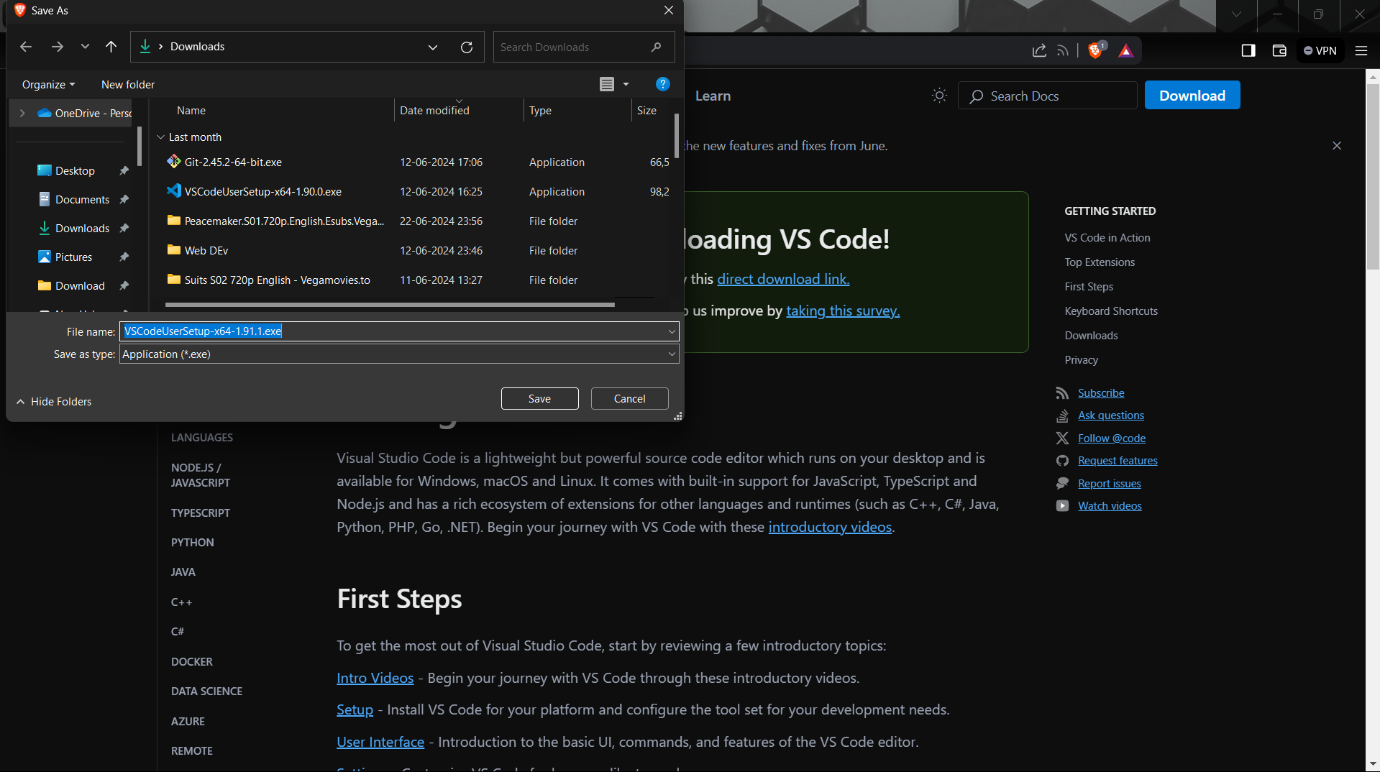 Save As
Downloads
Search Downloads
VPN
Organize
New folder
OneDrive - Perso
Desktop
Documents
Downloads
Pictures
Download
Name Date modified Type Size
Last month
Git-2.45.2-64-bit.exe 12-06-2024 17:06 Application 66,5
VSCodeUserSetup-x64-1.90.0.exe 12-06-2024 16:25 Application 98,2
Peacemaker.S01.720p.English.Esubs.Vega... 22-06-2024 23:56 File folder
Web DEv 12-06-2024 23:46 File folder
Suits S02 720p English - Vegamovies.to 11-06-2024 13:27 File folder
File name: VSCodeUserSetup-x64-1.91.1.exe
Save as type: Application (*.exe)
Hide Folders
Save
Cancel
Learn
Search Docs
Download
the new features and fixes from June.
loading VS Code!
this direct download link.
us improve by taking this survey.
GETTING STARTED
VS Code in Action
Top Extensions
First Steps
Keyboard Shortcuts
Downloads
Privacy
Subscribe
Ask questions
Follow @code
Request features
Report issues
Watch videos
LANGUAGES
NODE.JS /
JAVASCRIPT
TYPESCRIPT
PYTHON
JAVA
C++
C#
DOCKER
DATA SCIENCE
AZURE
REMOTE
Visual Studio Code is a lightweight but powerful source code editor which runs on your desktop and is
available for Windows, macOS and Linux. It comes with built-in support for JavaScript, TypeScript and
Node.js and has a rich ecosystem of extensions for other languages and runtimes (such as C++, C#, Java,
Python, PHP, Go, .NET). Begin your journey with VS Code with these introductory videos.
First Steps
To get the most out of Visual Studio Code, start by reviewing a few introductory topics:
Intro Videos - Begin your journey with VS Code through these introductory videos.
Setup - Install VS Code for your platform and configure the tool set for your development needs.
User Interface - Introduction to the basic UI, commands, and features of the VS Code editor.